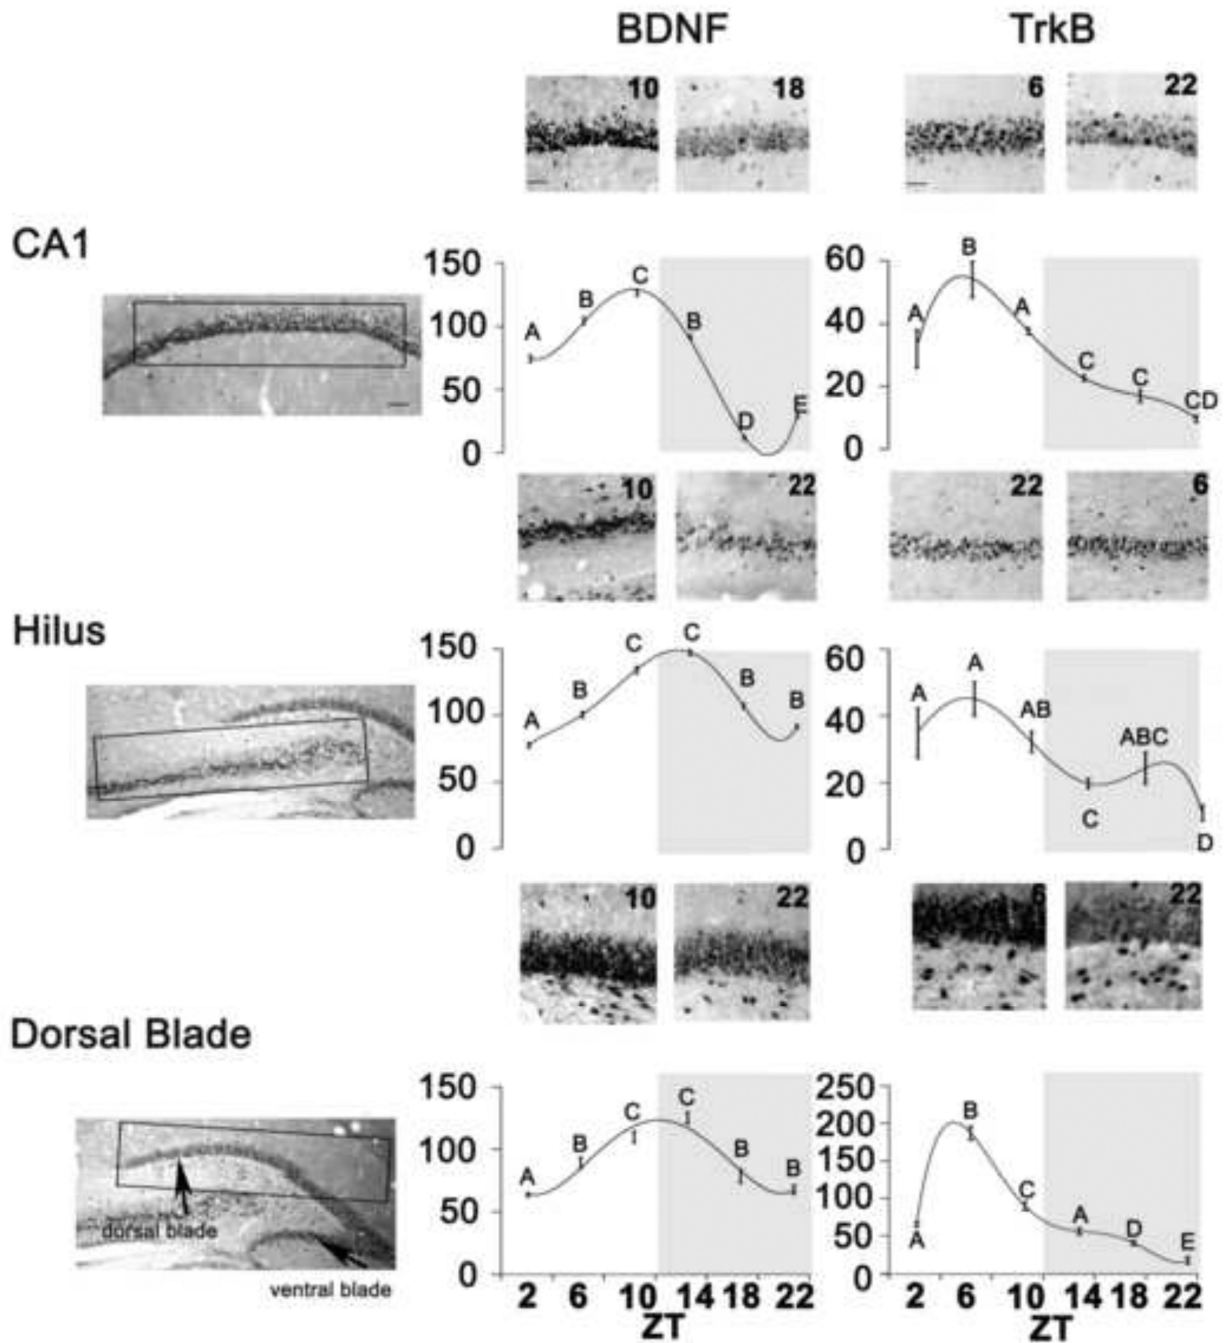 BDNF TrkB
10 18 6 22
CA1
150 60
100 40
50 20
0 0
A B C B D E
A B A C C CD
10 22 22 6
Hilus
150 60
100 40
50 20
0 0
A B C C B B
A A AB C ABC D
10 22 6 22
Dorsal Blade
150 250
100 200
50 150
0 100
50
0
A B C C B B
A B C A D E
dorsal blade
ventral blade
2 6 10 14 18 22 2 6 10 14 18 22
ZT ZT